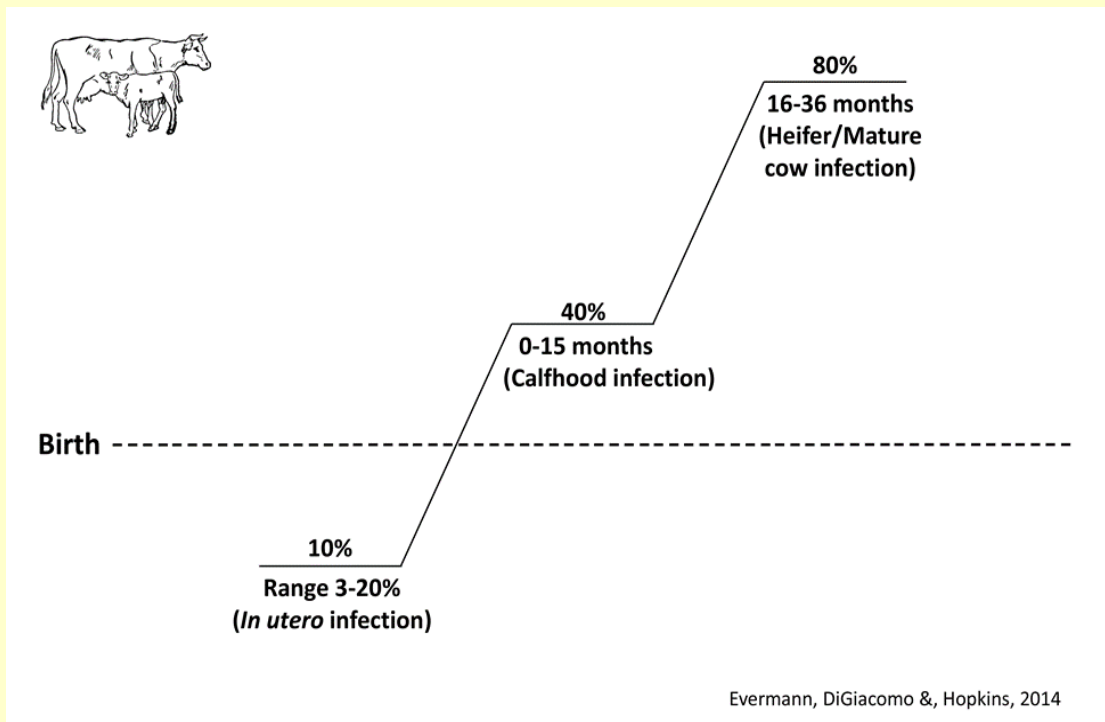 80%
16-36 months
(Heifer/Mature
cow infection)
40%
0-15 months
(Calfhood infection)
Birth
10%
Range 3-20%
(In utero infection)
Evermann, DiGiacomo &, Hopkins, 2014